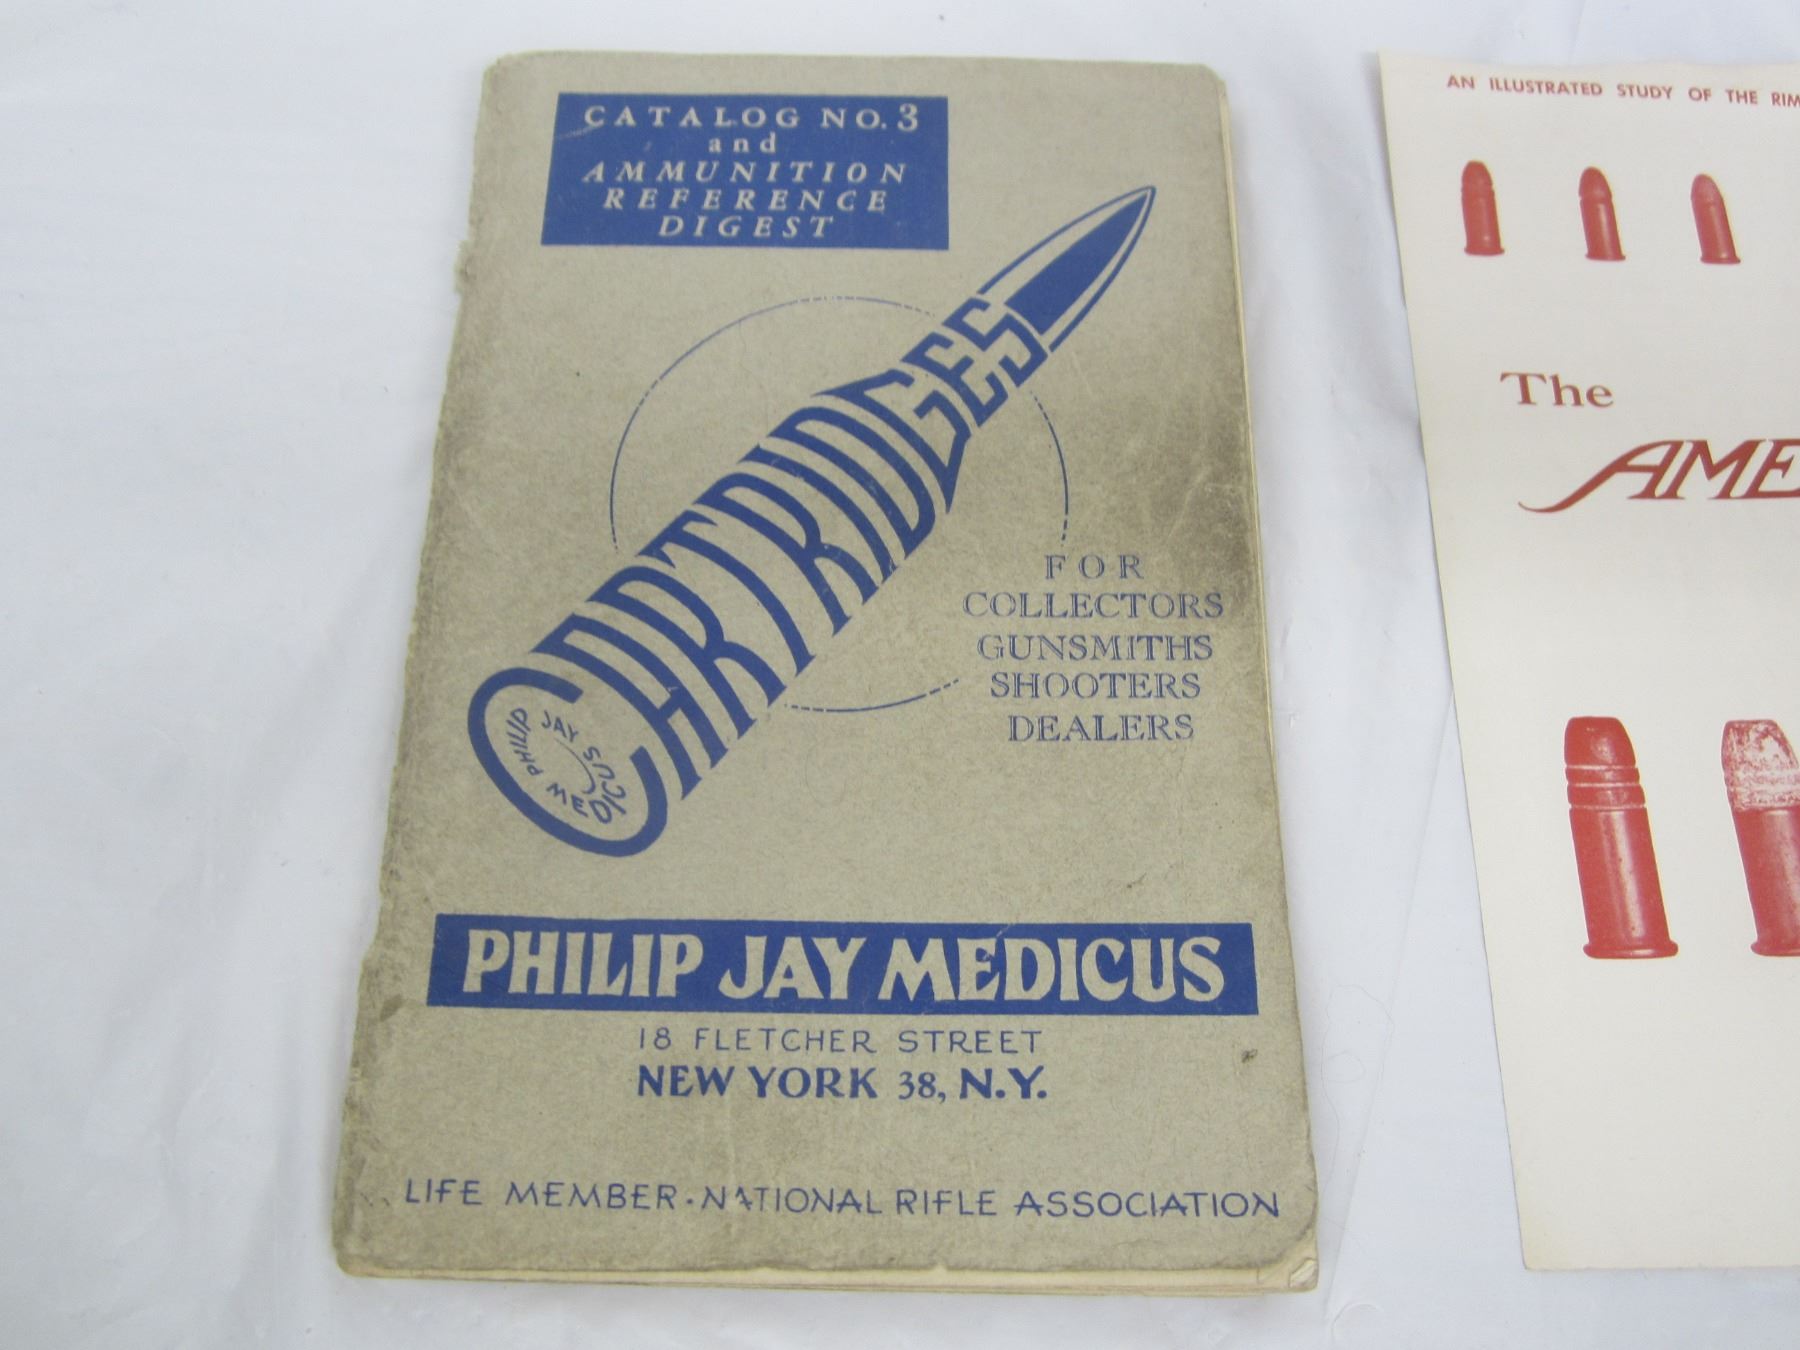 CATALOG NO. 3
and
AMMUNITION
REFERENCE
DIGEST
CARTRIDGES
PHILIP JAY MEDICUS
FOR
COLLECTORS
GUNSMITHS
SHOOTERS
DEALERS
PHILIP JAY MEDICUS
18 FLETCHER STREET
NEW YORK 38, N.Y.
LIFE MEMBER · NATIONAL RIFLE ASSOCIATION
AN ILLUSTRATED STUDY OF THE RIM
The
AME